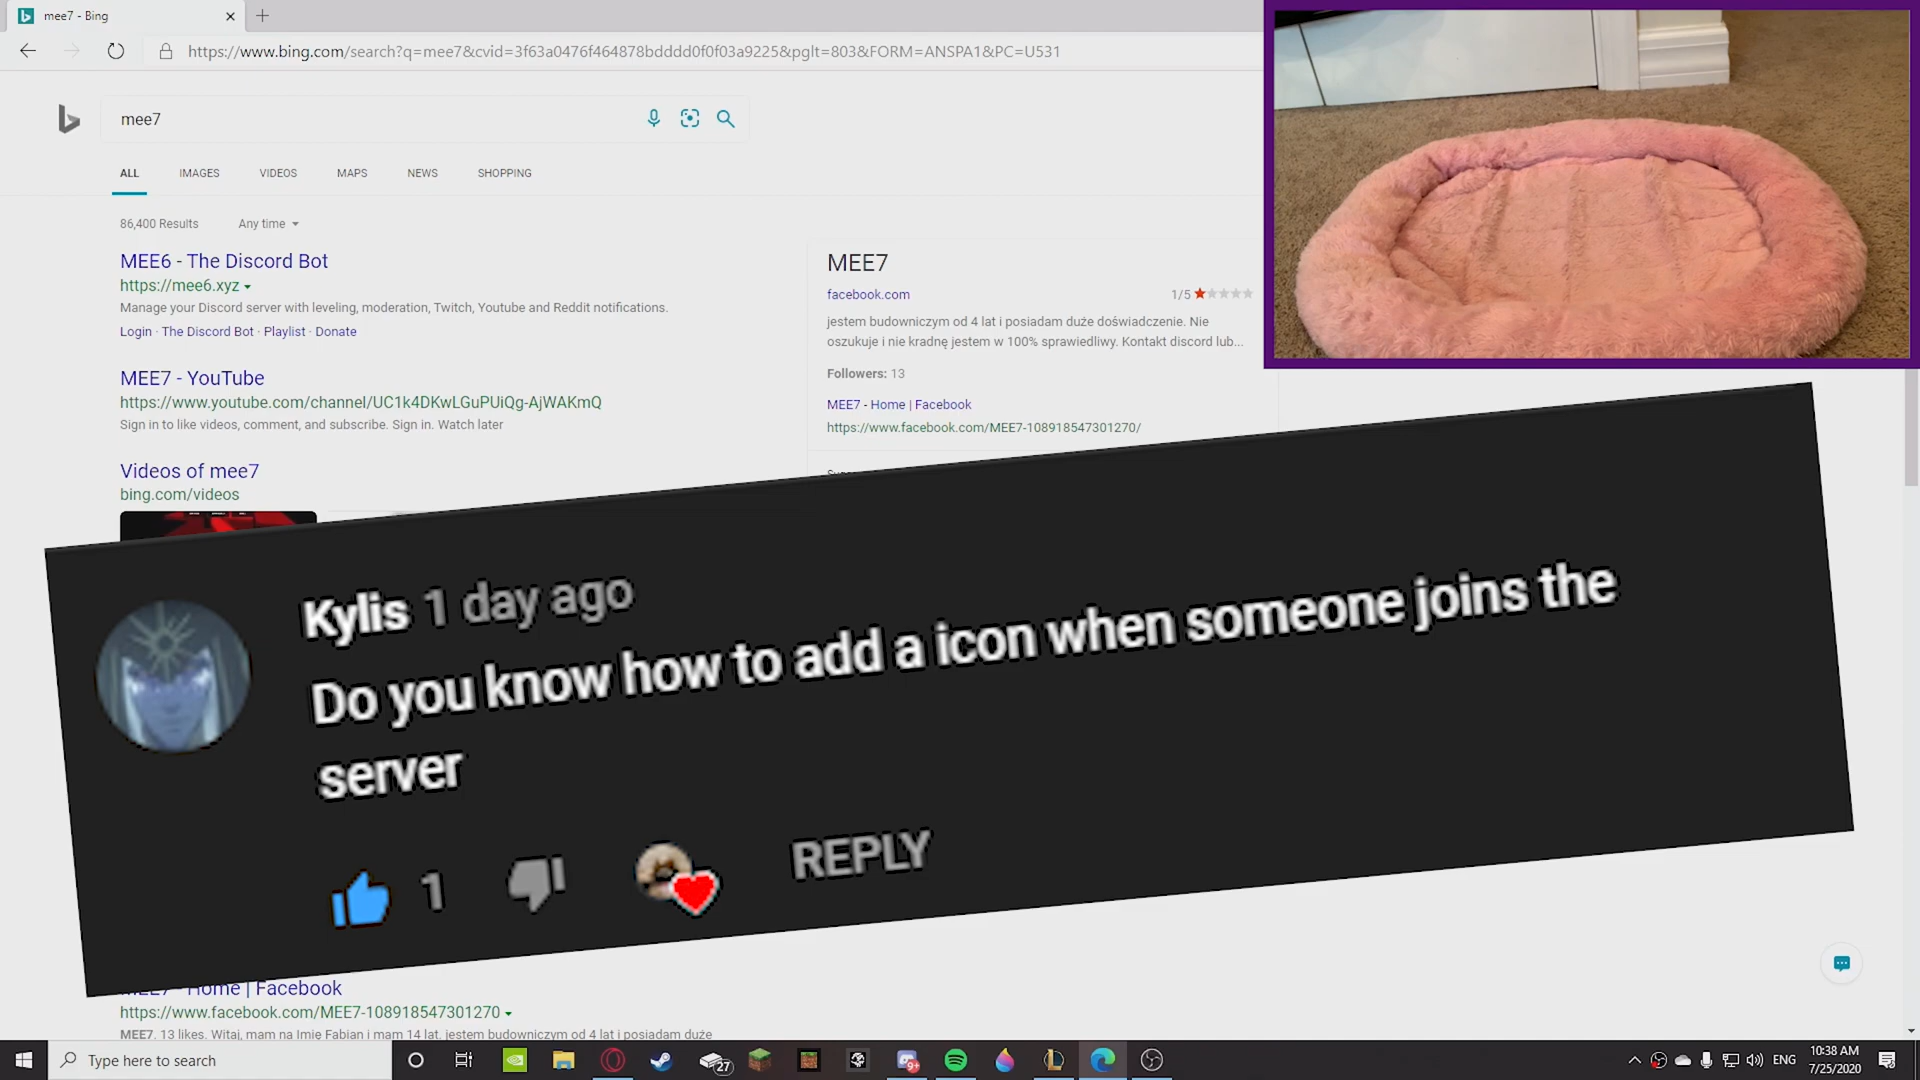 mee7 - Bing
https://www.bing.com/search?q=mee7&cvid=3f63a0476f464878bdddd0f0f03a9225&pglt=803&FORM=ANSPA1&PC=U531
mee7
ALL IMAGES VIDEOS MAPS NEWS SHOPPING
86,400 Results Any time
MEE6 - The Discord Bot
https://mee6.xyz
Manage your Discord server with leveling, moderation, Twitch, Youtube and Reddit notifications.
Login · The Discord Bot · Playlist · Donate
MEE7 - YouTube
https://www.youtube.com/channel/UC1k4DKwLGuPUiQg-AjWAKmQ
Sign in to like videos, comment, and subscribe. Sign in. Watch later
Videos of mee7
bing.com/videos
MEE7
facebook.com 1/5
jestem budowniczym od 4 lat i posiadam duże doświadczenie. Nie
oszukuje i nie kradnę jestem w 100% sprawiedliwy. Kontakt discord lub...
Followers: 13
MEE7 - Home | Facebook
https://www.facebook.com/MEE7-108918547301270/
Kylis 1 day ago
Do you know how to add a icon when someone joins the
server
1 REPLY
MEE7 - Home | Facebook
https://www.facebook.com/MEE7-108918547301270
MEE7. 13 likes. Witaj, mam na Imię Fabian i mam 14 lat. jestem budowniczym od 4 lat i posiadam duże
Type here to search
27
9+
ENG
10:38 AM
7/25/2020